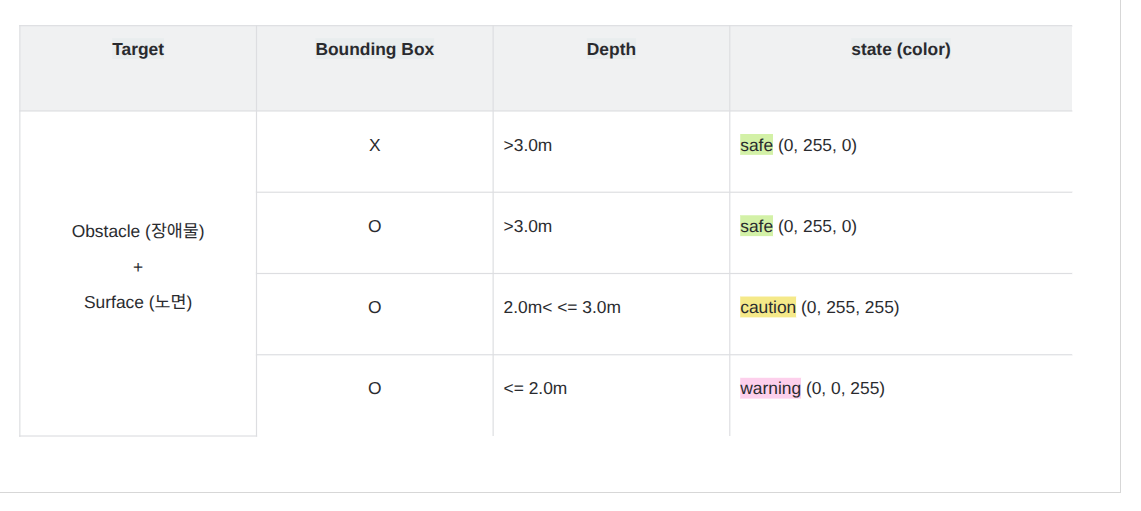 Target Bounding Box Depth state (color)
X >3.0m safe (0, 255, 0)
Obstacle (장애물)
+
Surface (노면)
O >3.0m safe (0, 255, 0)
O 2.0m< <= 3.0m caution (0, 255, 255)
O <= 2.0m warning (0, 0, 255)